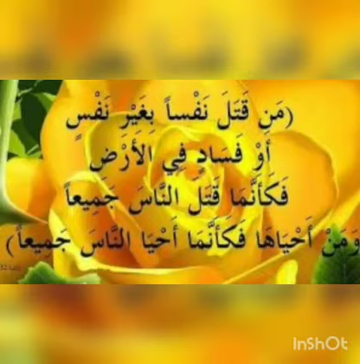 (مَنِ قَتَلَ نَفْساً بِغَيْرِ نَفْسٍ
أَوْ فَسَادٍ فِي الأَرْضِ
فَكَأَنَّمَا قَتَلَ النَّاسَ جَمِيعاً
وَمَنْ أَحْيَاهَا فَكَأَنَّمَا أَحْيَا النَّاسَ جَمِيعاً)
InShOt